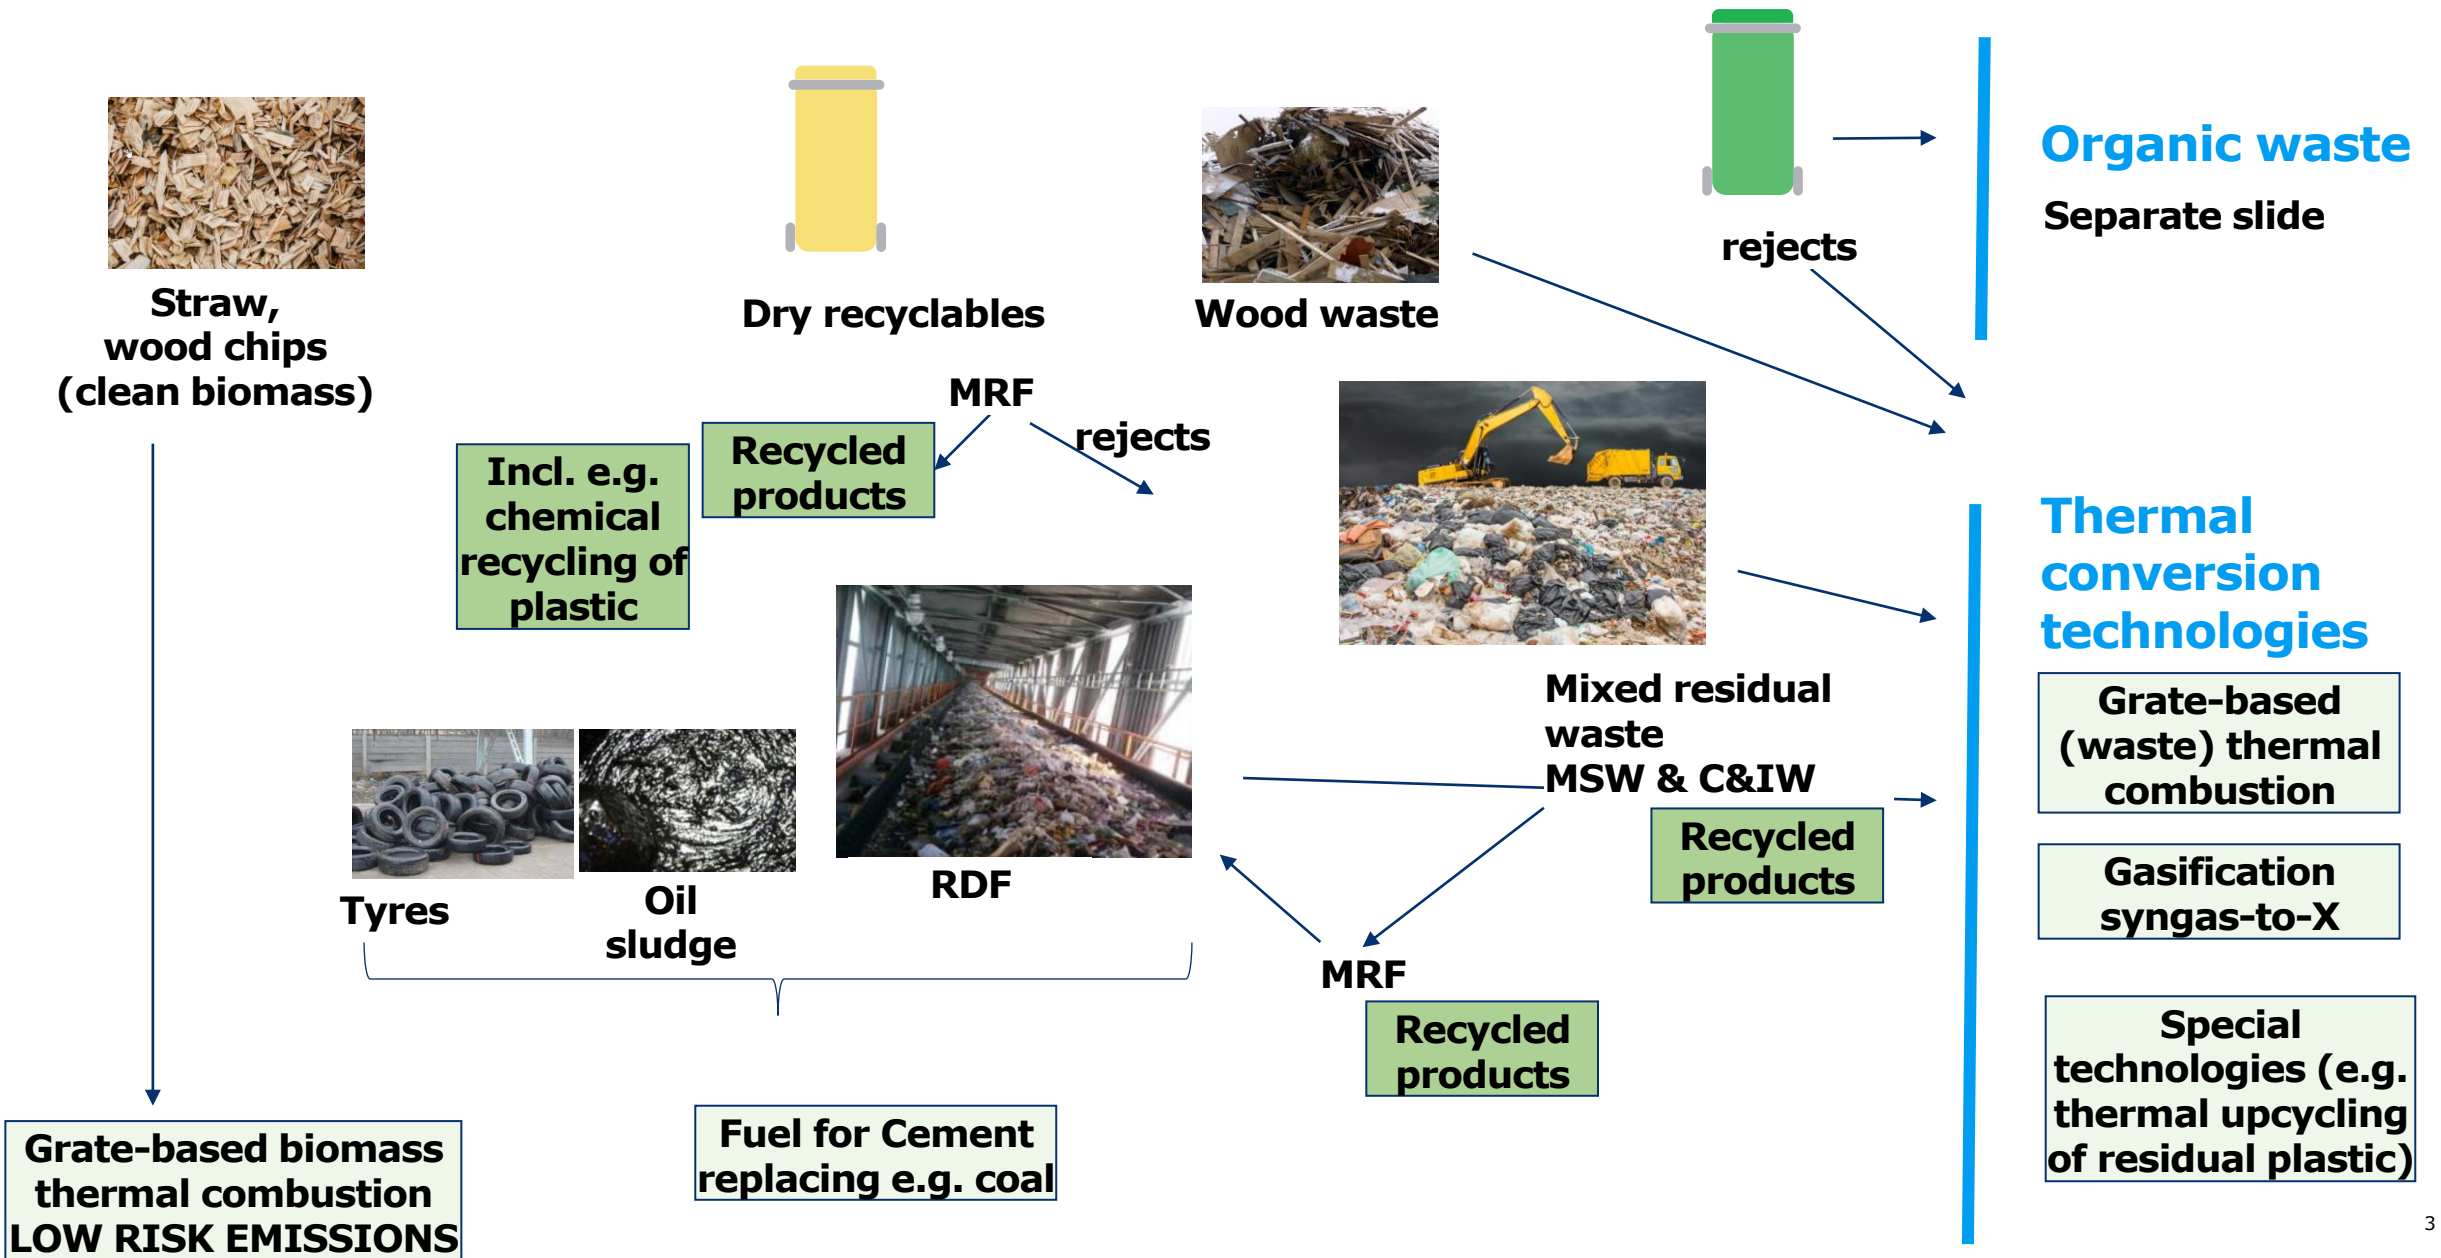 Organic waste
Separate slide
rejects
Straw,
wood chips
(clean biomass)
Dry recyclables
Wood waste
MRF
rejects
Recycled
products
Incl. e.g.
chemical
recycling of
plastic
Thermal
conversion
technologies
Mixed residual
waste
MSW & C&IW
Grate-based
(waste) thermal
combustion
Recycled
products
Gasification
syngas-to-X
Tyres
Oil
sludge
RDF
MRF
Recycled
products
Special
technologies (e.g.
thermal upcycling
of residual plastic)
Fuel for Cement
replacing e.g. coal
Grate-based biomass
thermal combustion
LOW RISK EMISSIONS
3